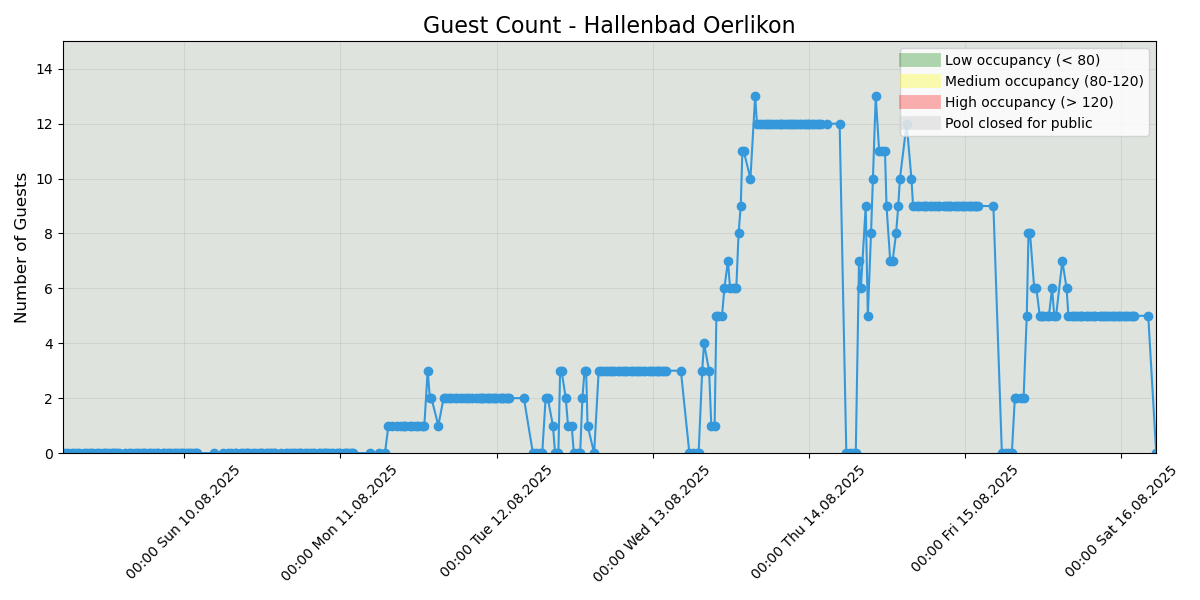 Guest Count - Hallenbad Oerlikon
Number of Guests
14
12
10
8
6
4
2
0
Low occupancy (< 80)
Medium occupancy (80-120)
High occupancy (> 120)
Pool closed for public
00:00 Sun 10.08.2025
00:00 Mon 11.08.2025
00:00 Tue 12.08.2025
00:00 Wed 13.08.2025
00:00 Thu 14.08.2025
00:00 Fri 15.08.2025
00:00 Sat 16.08.2025